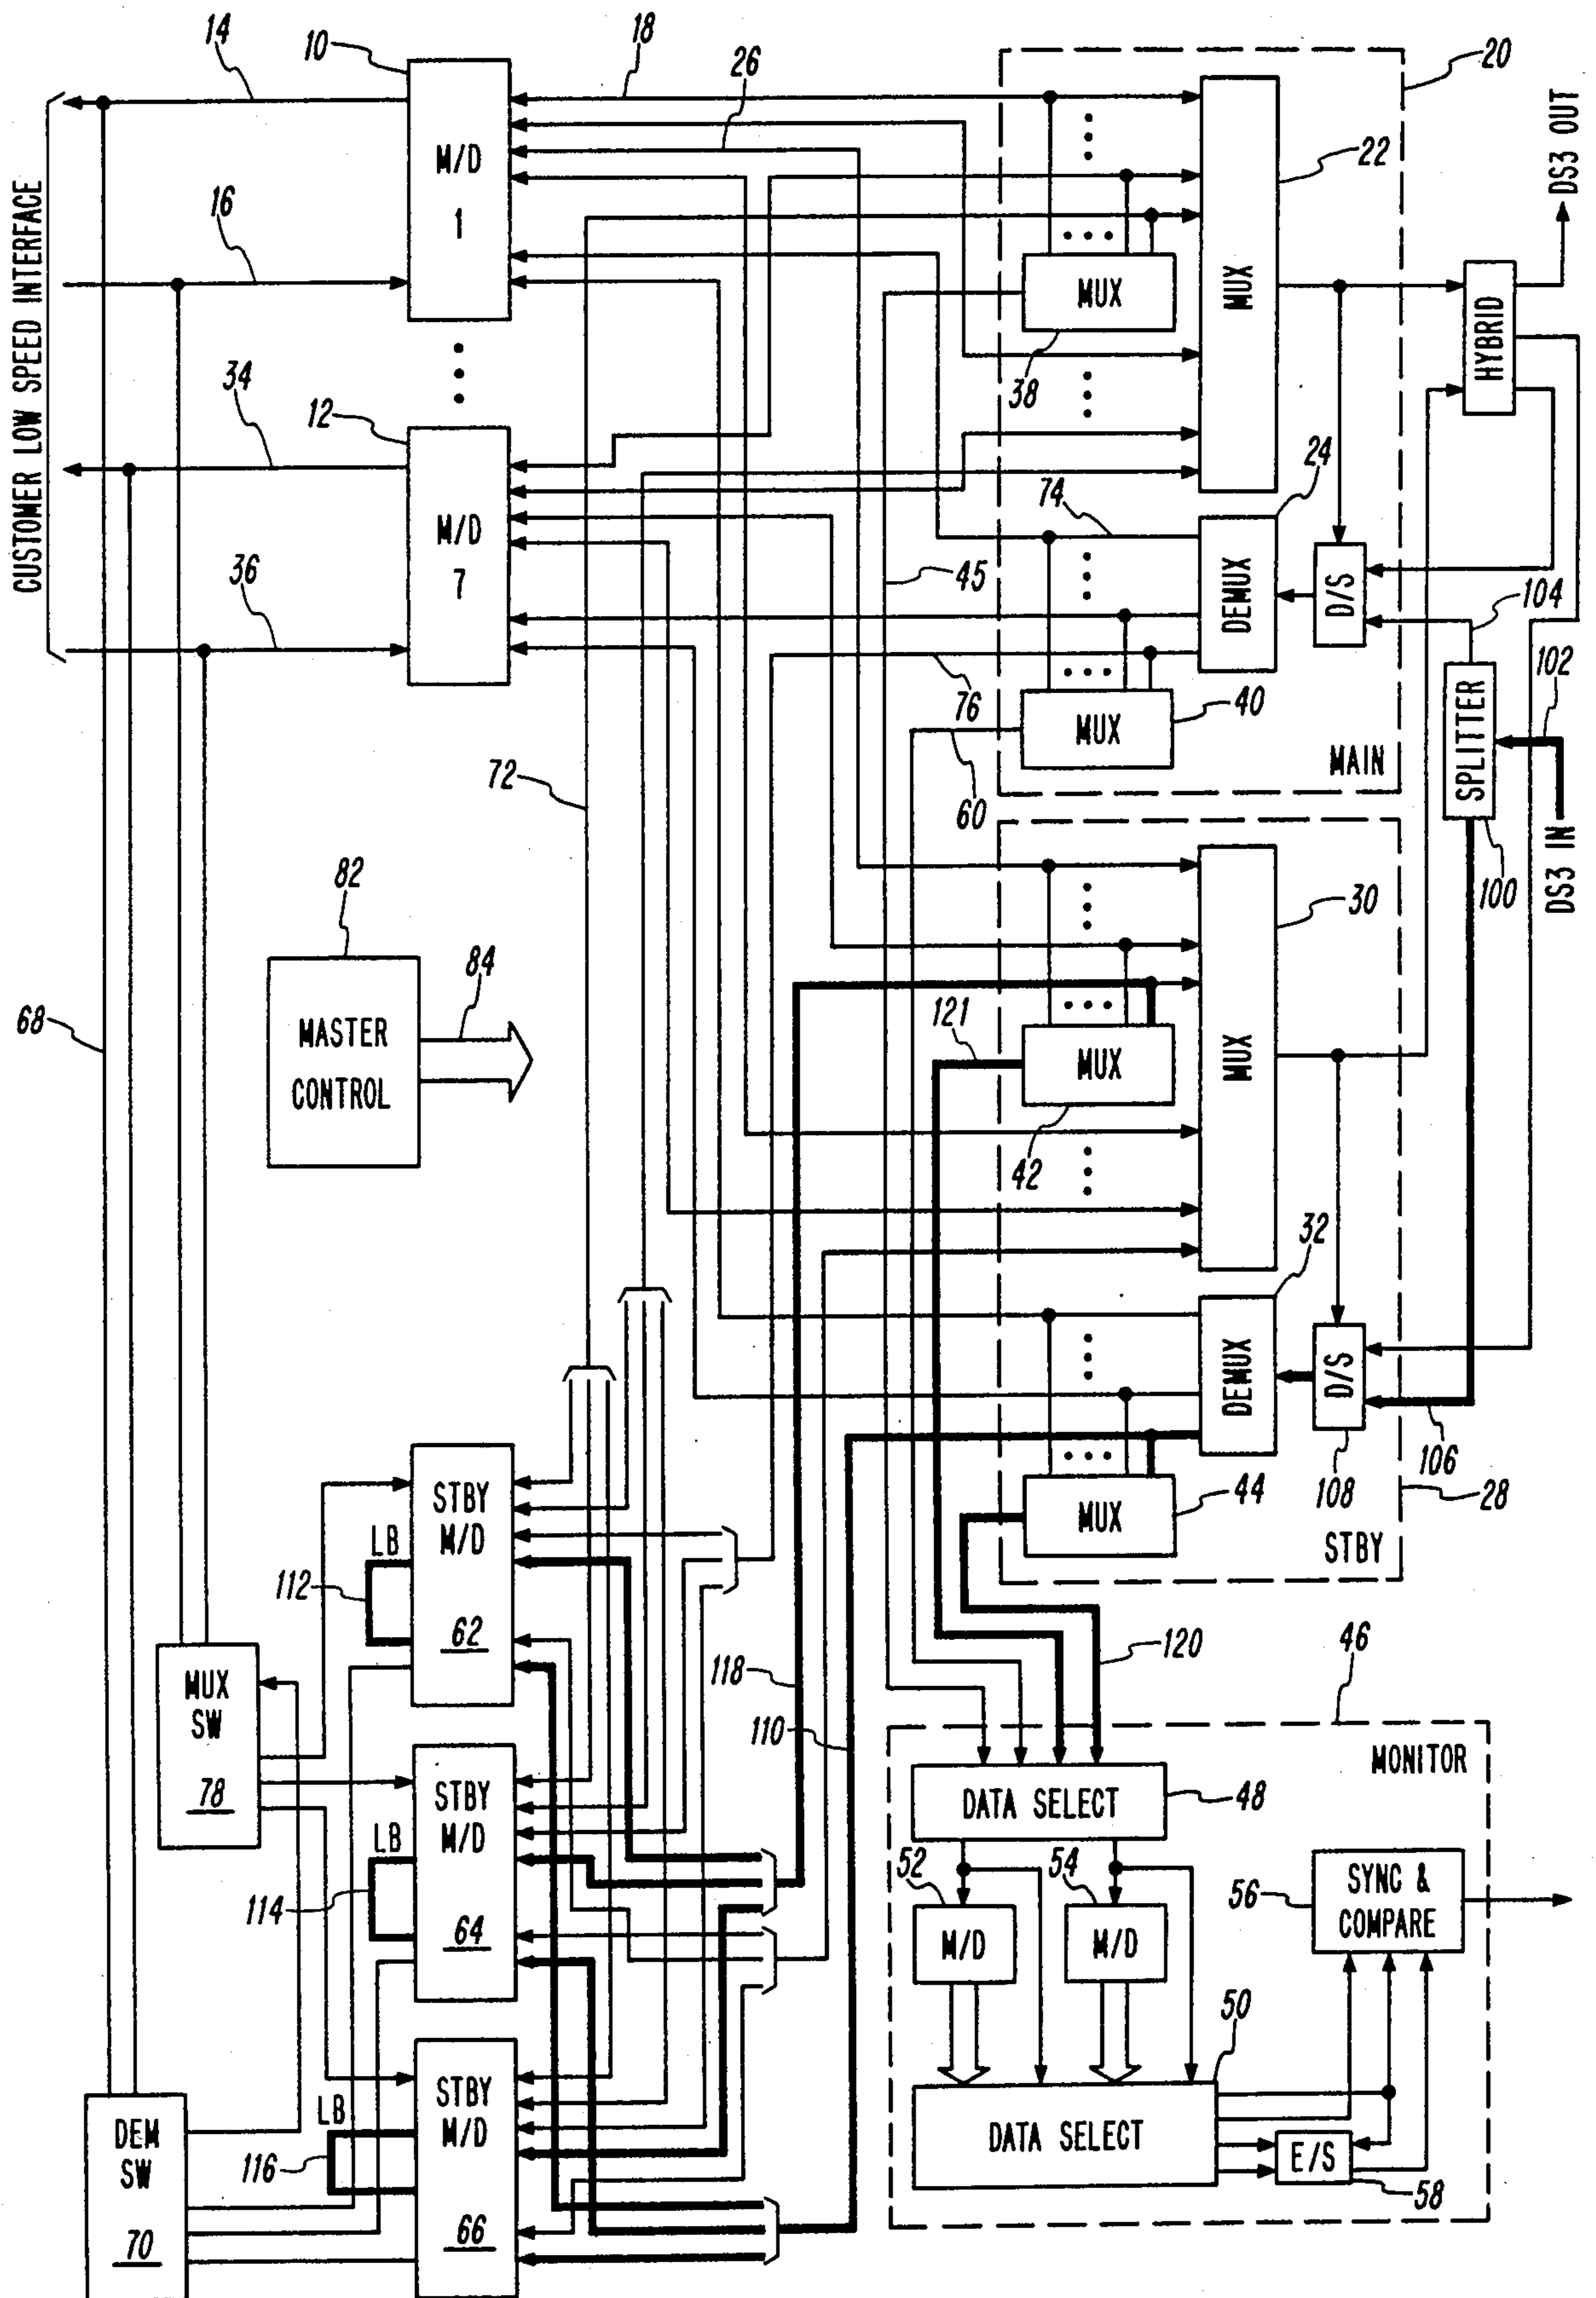 14
10
18
26
20
DS3 OUT
CUSTOMER LOW SPEED INTERFACE
M/D
1
16
22
MUX
MUX
38
HYBRID
34
12
M/D
7
24
74
45
DEMUX
D/S
104
36
102
76
40
MUX
MAIN
SPLITTER
72
60
100
DS3 IN
82
84
30
68
MASTER
CONTROL
121
MUX
MUX
42
32
DEMUX
D/S
106
108
28
44
MUX
STBY
STBY
M/D
LB
112
62
118
110
120
46
MUX
SW
78
STBY
M/D
LB
114
64
MONITOR
DATA SELECT
48
52
54
M/D
M/D
56
SYNC &
COMPARE
50
DATA SELECT
E/S
58
STBY
M/D
LB
116
66
DEM
SW
70